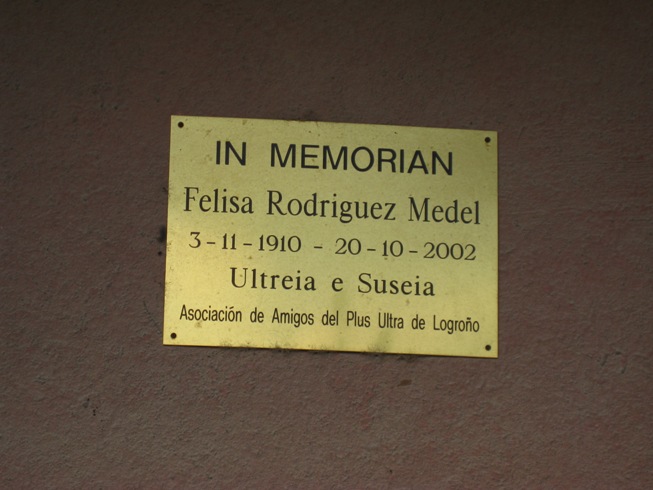 IN MEMORIAN
Felisa Rodriguez Medel
3-11-1910 - 20-10-2002
Ultreia e Suseia
Asociación de Amigos del Plus Ultra de Logroño